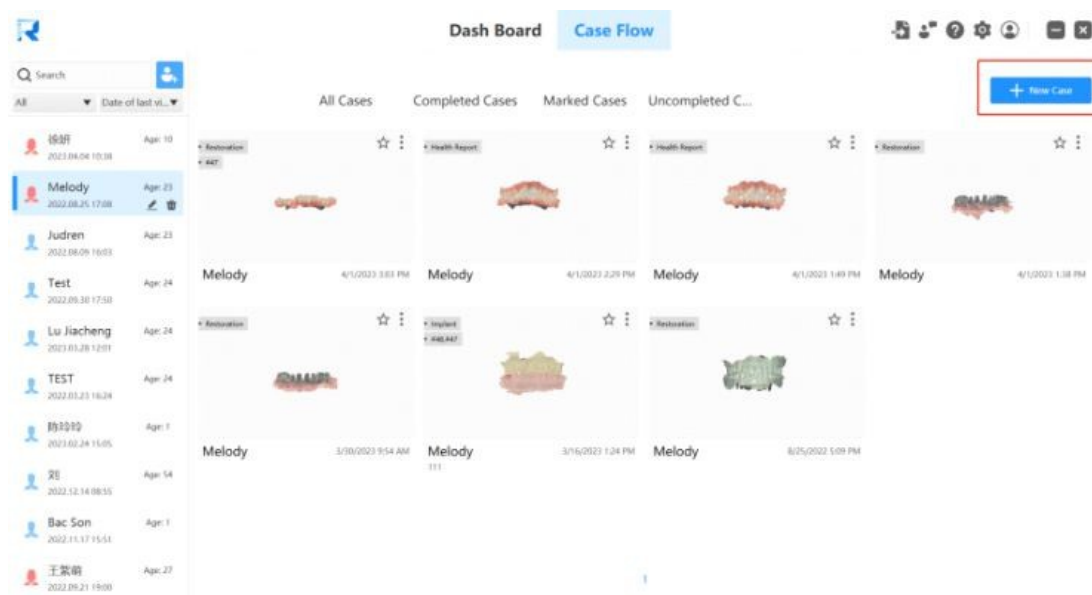 Dash Board Case Flow
Search
All Date of last vi...
All Cases Completed Cases Marked Cases Uncompleted C...
+ New Case
徐妍 Age: 10
2023.04.04 10:38
Melody Age: 23
2022.08.25 17:08
Judren Age: 23
2022.08.09 16:03
Test Age: 24
2022.09.30 17:50
Lu Jiacheng Age: 24
2023.03.28 12:01
TEST Age: 24
2022.03.23 16:24
Age: 1
2023.02.24 15:05
刘 Age: 54
2022.12.14 08:55
Bac Son Age: 1
2022.11.17 15:51
王紫萌 Age: 27
2022.09.21 19:00
Restoration
#47
Melody 4/1/2023 3:03 PM
Health Report
Melody 4/1/2023 2:29 PM
Health Report
Melody 4/1/2023 1:49 PM
Restoration
Melody 4/1/2023 1:38 PM
Restoration
Melody 3/30/2023 9:54 AM
Implant
#48,#47
Melody 3/16/2023 1:24 PM
111
Restoration
Melody 8/25/2022 5:09 PM
1